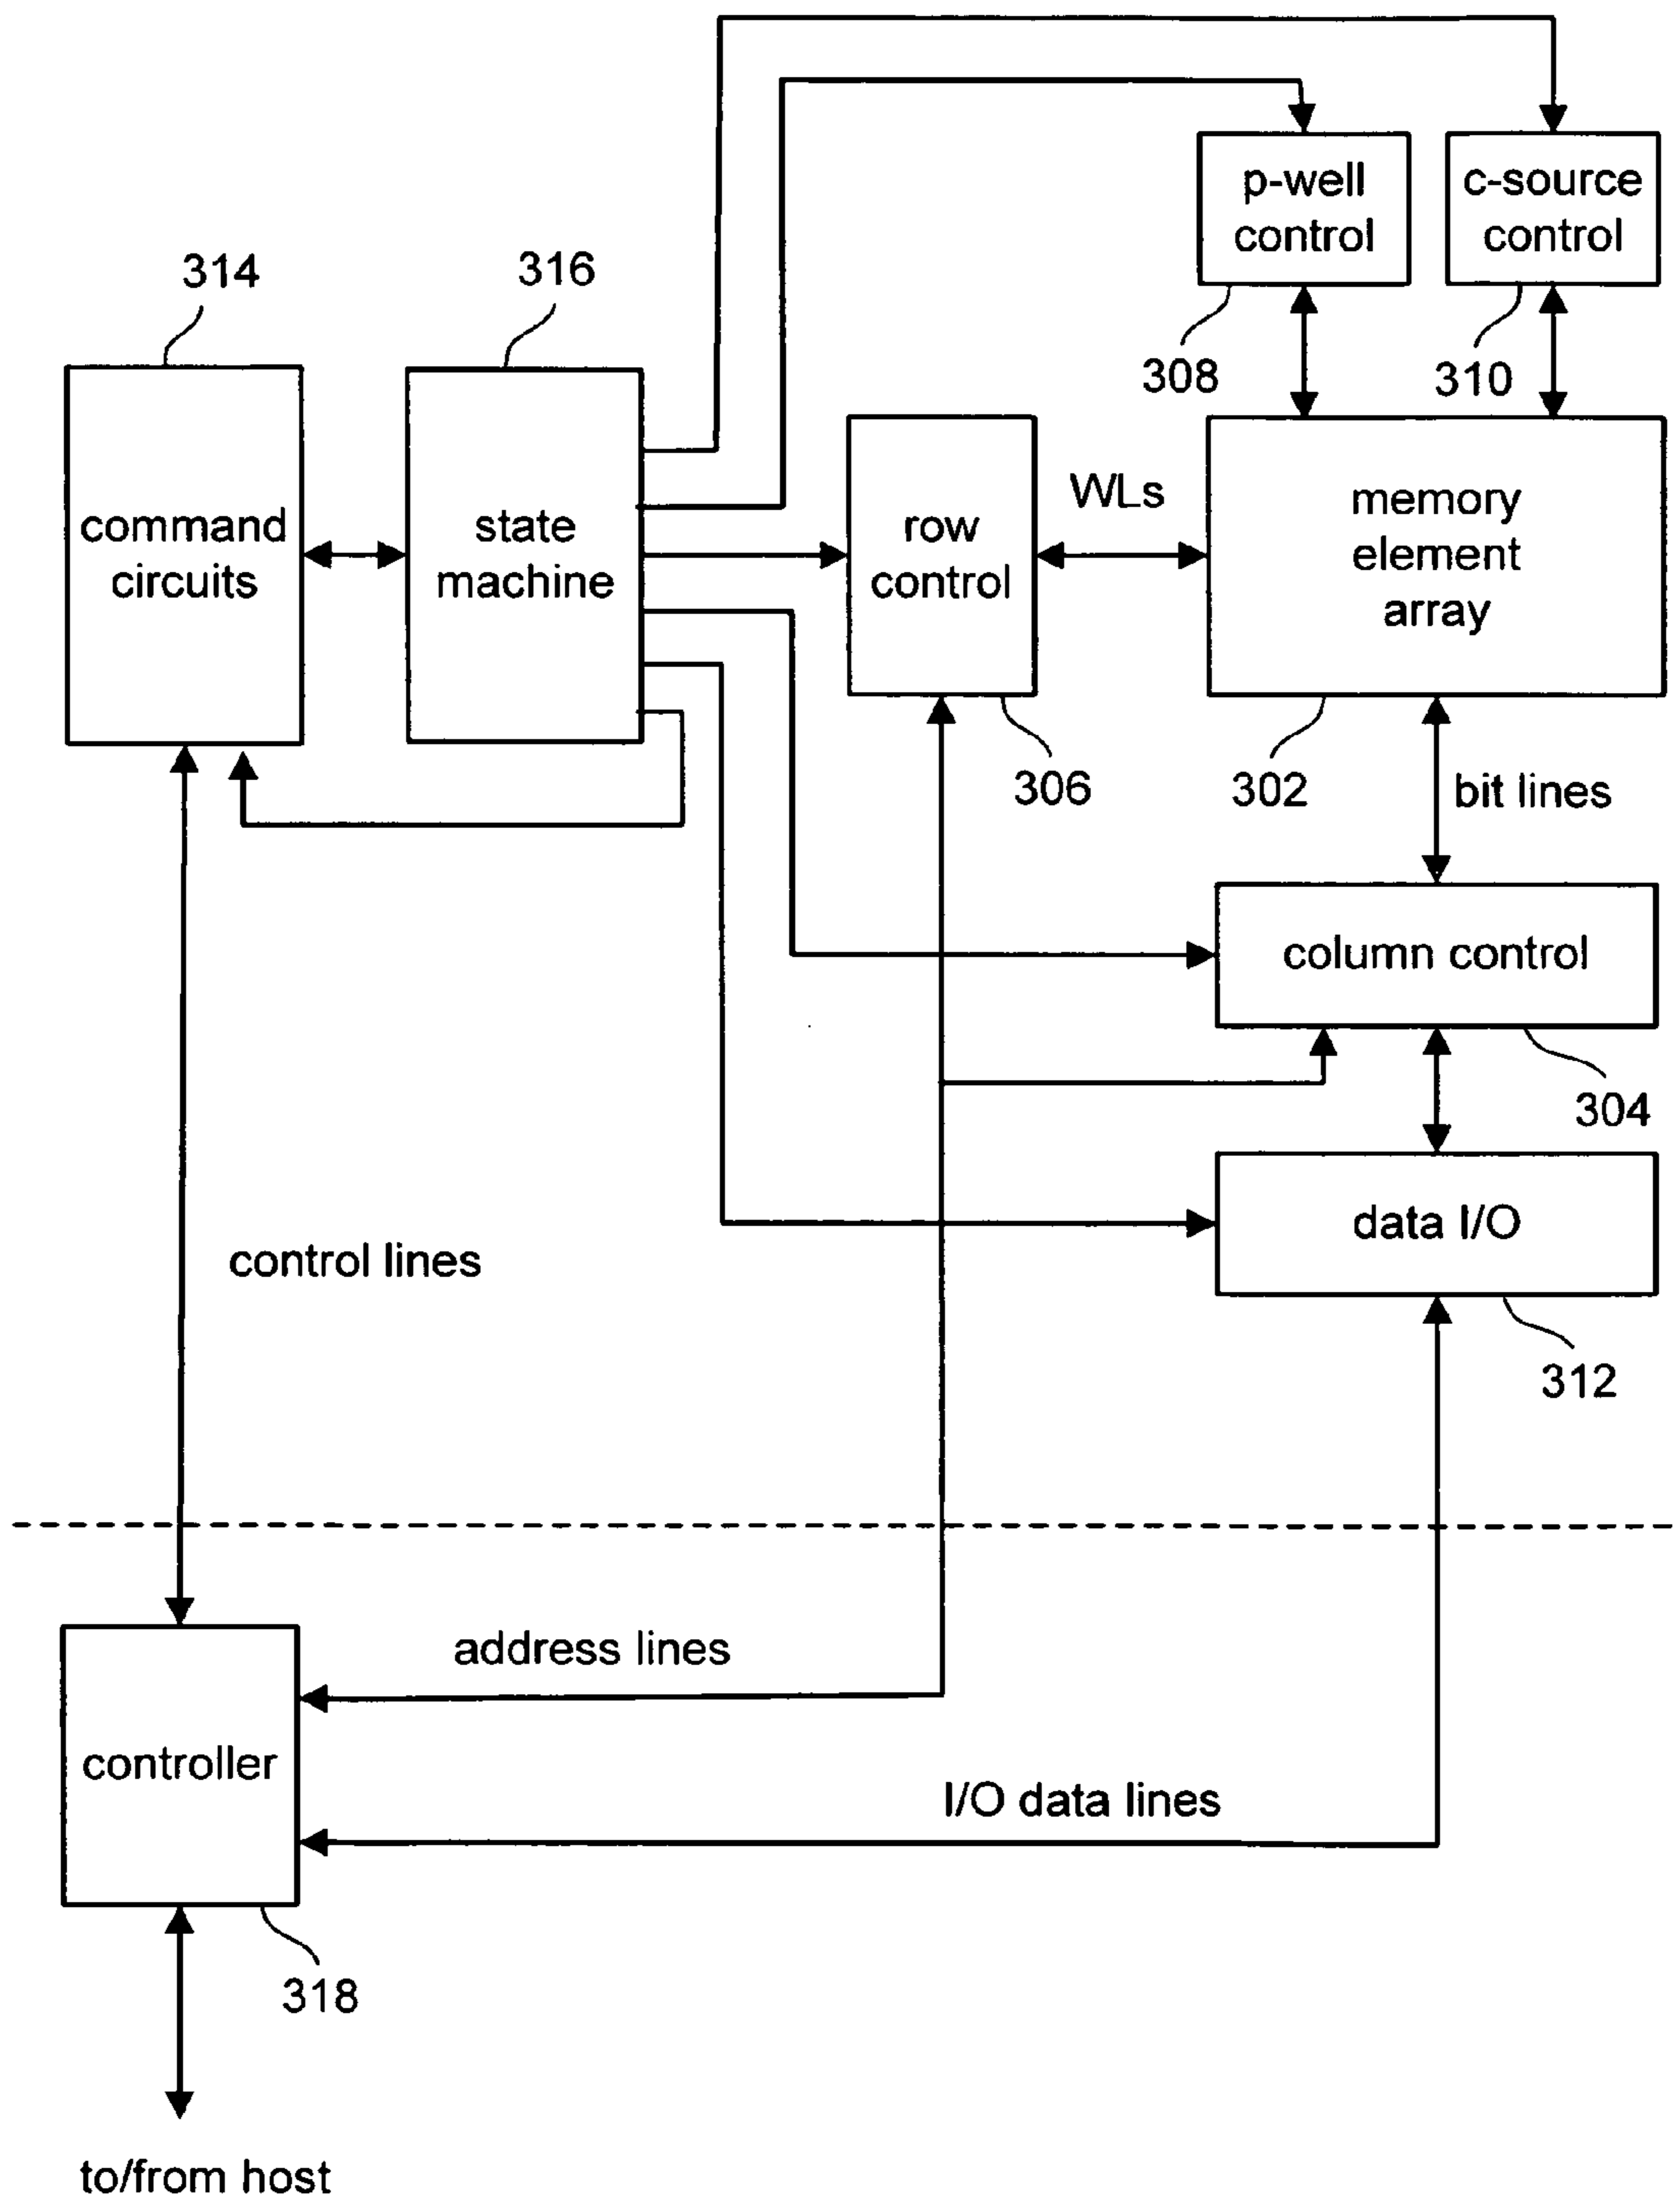 p-well
control
c-source
control
314
316
308
310
command
circuits
state
machine
row
control
WLs
memory
element
array
306
302
bit lines
column control
304
data I/O
control lines
312
address lines
controller
I/O data lines
318
to/from host